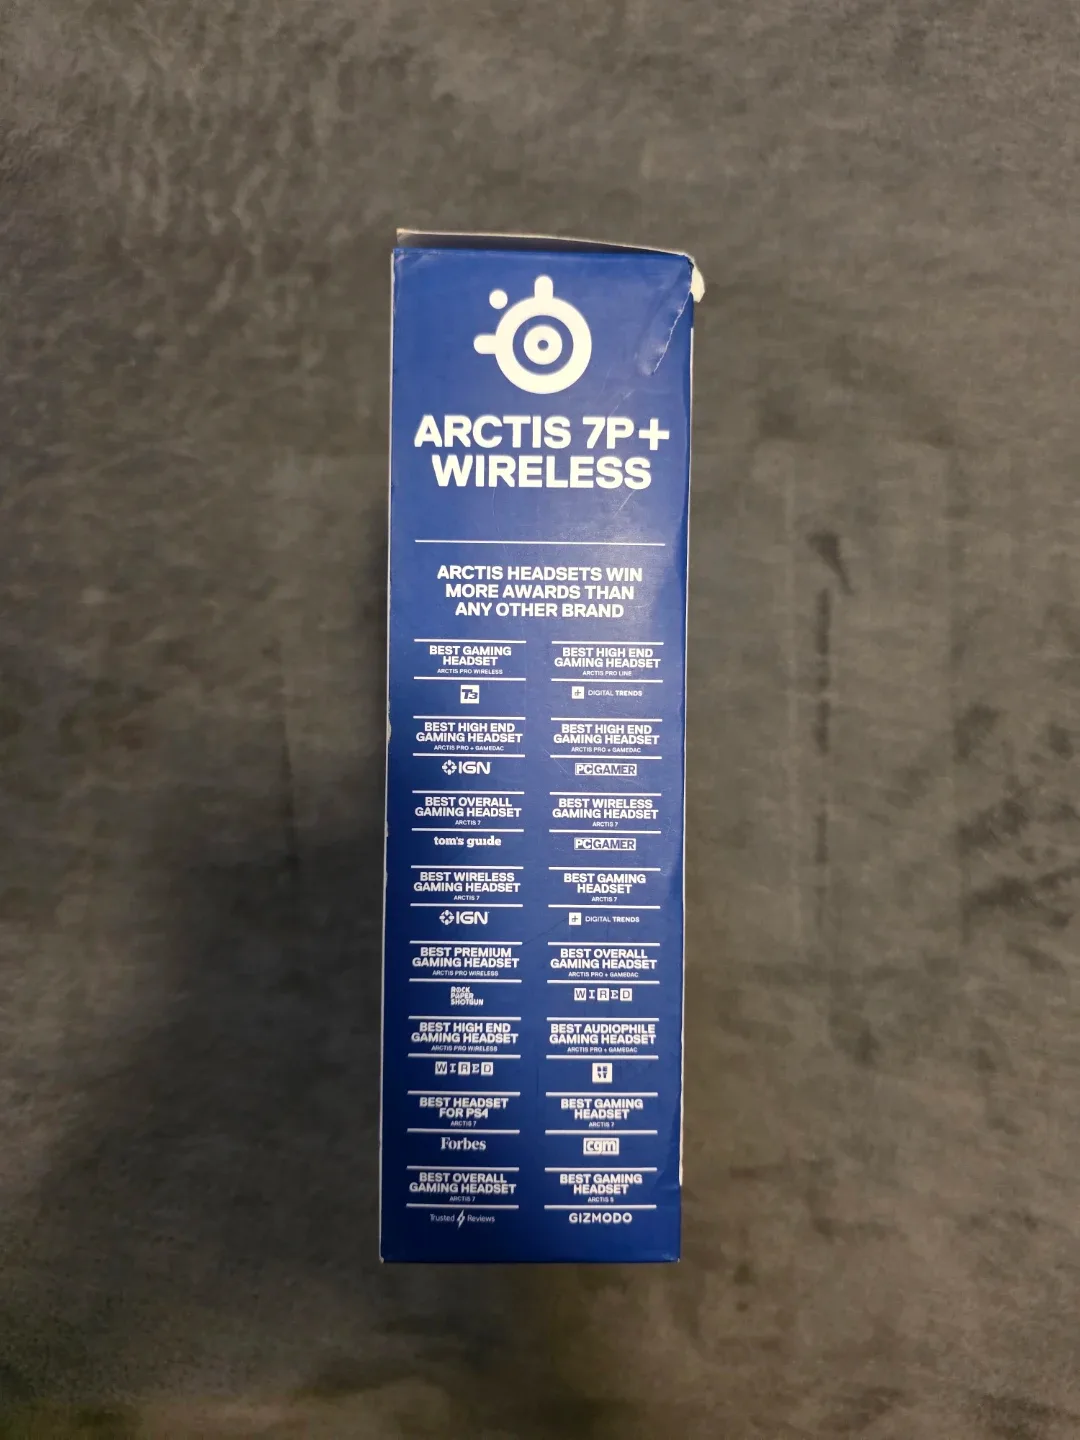 ARCTIS 7P+
WIRELESS
ARCTIS HEADSETS WIN
MORE AWARDS THAN
ANY OTHER BRAND
BEST GAMING
HEADSET
ARCTIS PRO WIRELESS
T3
BEST HIGH END
GAMING HEADSET
ARCTIS PRO LINE
DIGITAL TRENDS
BEST HIGH END
GAMING HEADSET
ARCTIS PRO + GAMEDAC
IGN
BEST HIGH END
GAMING HEADSET
ARCTIS PRO + GAMEDAC
PC GAMER
BEST OVERALL
GAMING HEADSET
ARCTIS 7
tom's guide
BEST WIRELESS
GAMING HEADSET
ARCTIS 7
PC GAMER
BEST WIRELESS
GAMING HEADSET
ARCTIS 7
IGN
BEST GAMING
HEADSET
ARCTIS 7
DIGITAL TRENDS
BEST PREMIUM
GAMING HEADSET
ARCTIS PRO WIRELESS
ROCK
PAPER
SHOTGUN
BEST OVERALL
GAMING HEADSET
ARCTIS PRO + GAMEDAC
WIRED
BEST HIGH END
GAMING HEADSET
ARCTIS PRO WIRELESS
WIRED
BEST AUDIOPHILE
GAMING HEADSET
ARCTIS PRO + GAMEDAC
BEST HEADSET
FOR PS4
ARCTIS 7
Forbes
BEST GAMING
HEADSET
ARCTIS 7
cgm
BEST OVERALL
GAMING HEADSET
ARCTIS 7
Trusted Reviews
BEST GAMING
HEADSET
ARCTIS 5
GIZMODO